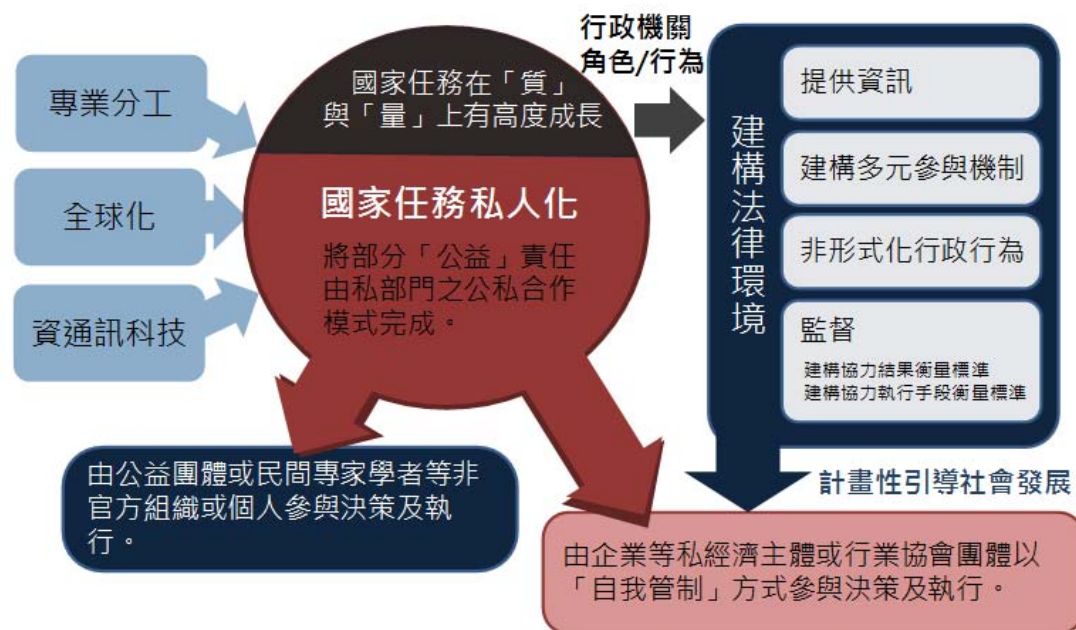 專業分工
全球化
資通訊科技
國家任務在「質」
與「量」上有高度成長
國家任務私人化
將部分「公益」責任
由私部門之公私合作
模式完成。
行政機關
角色/行為
建構法律環境
提供資訊
建構多元參與機制
非形式化行政行為
監督
建構協力結果衡量標準
建構協力執行手段衡量標準
計畫性引導社會發展
由公益團體或民間專家學者等非
官方組織或個人參與決策及執
行。
由企業等私經濟主體或行業協會團體以
「自我管制」方式參與決策及執行。